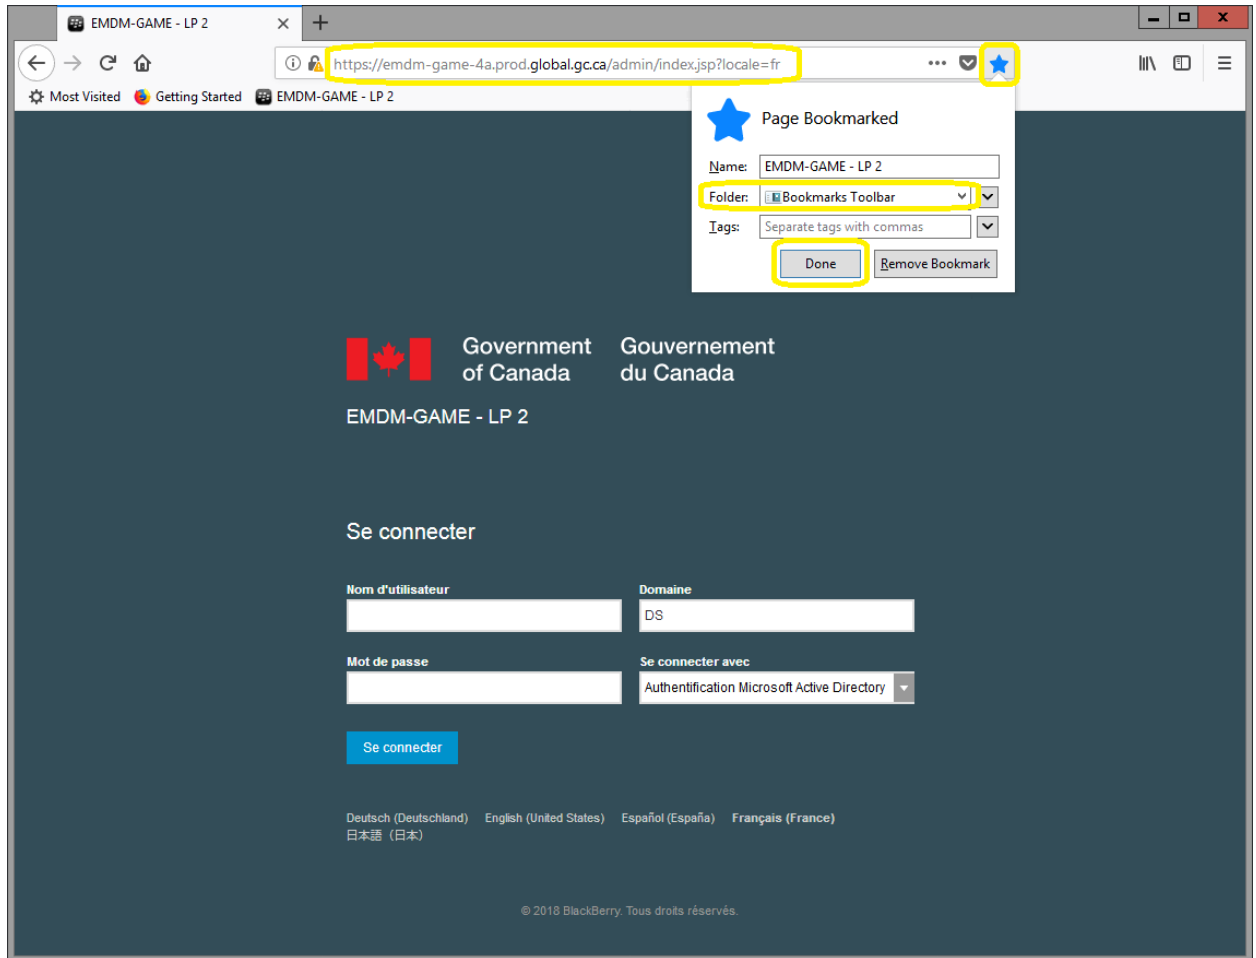 EMDM-GAME - LP 2
https://emdm-game-4a.prod.global.gc.ca/admin/index.jsp?locale=fr
Most Visited Getting Started EMDM-GAME - LP 2
Page Bookmarked
Name: EMDM-GAME - LP 2
Folder: Bookmarks Toolbar
Tags: Separate tags with commas
Done Remove Bookmark
Government Gouvernement
of Canada du Canada
EMDM-GAME - LP 2
Se connecter
Nom d'utilisateur Domaine
DS
Mot de passe Se connecter avec
Authentification Microsoft Active Directory
Se connecter
Deutsch (Deutschland) English (United States) Español (España) Français (France)
日本語（日本）
© 2018 BlackBerry. Tous droits réservés.